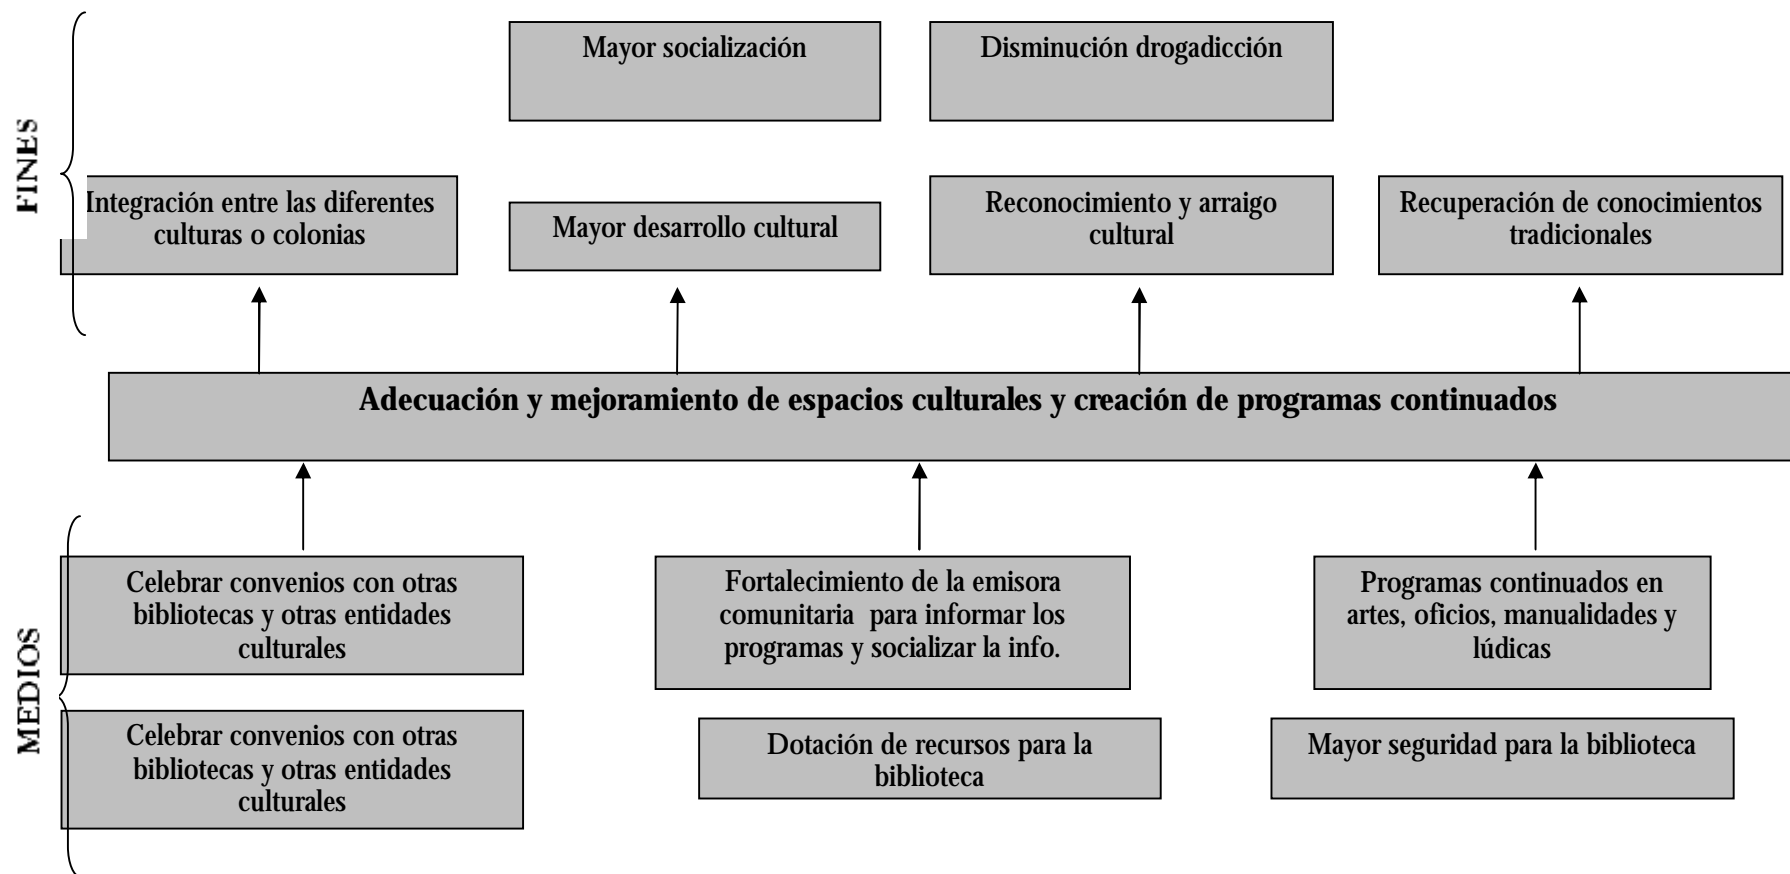 FINES
Mayor socialización
Disminución drogadicción
Integración entre las diferentes
culturas o colonias
Mayor desarrollo cultural
Reconocimiento y arraigo
cultural
Recuperación de conocimientos
tradicionales
Adecuación y mejoramiento de espacios culturales y creación de programas continuados
MEDIOS
Celebrar convenios con otras
bibliotecas y otras entidades
culturales
Fortalecimiento de la emisora
comunitaria para informar los
programas y socializar la info.
Programas continuados en
artes, oficios, manualidades y
lúdicas
Celebrar convenios con otras
bibliotecas y otras entidades
culturales
Dotación de recursos para la
biblioteca
Mayor seguridad para la biblioteca